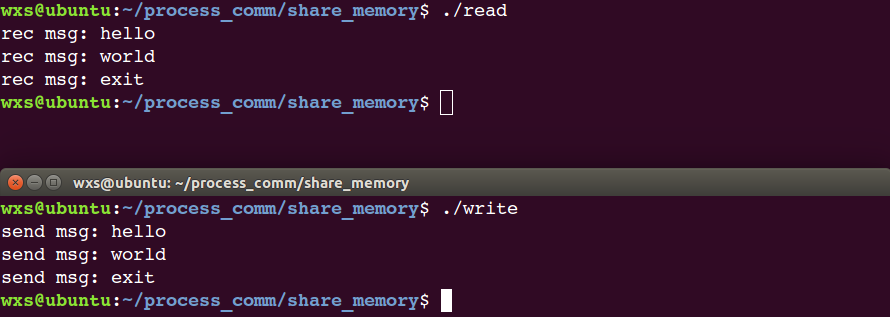 wxs@ubuntu:~/process_comm/share_memory$ ./read
rec msg: hello
rec msg: world
rec msg: exit
wxs@ubuntu:~/process_comm/share_memory$
wxs@ubuntu: ~/process_comm/share_memory
wxs@ubuntu:~/process_comm/share_memory$ ./write
send msg: hello
send msg: world
send msg: exit
wxs@ubuntu:~/process_comm/share_memory$